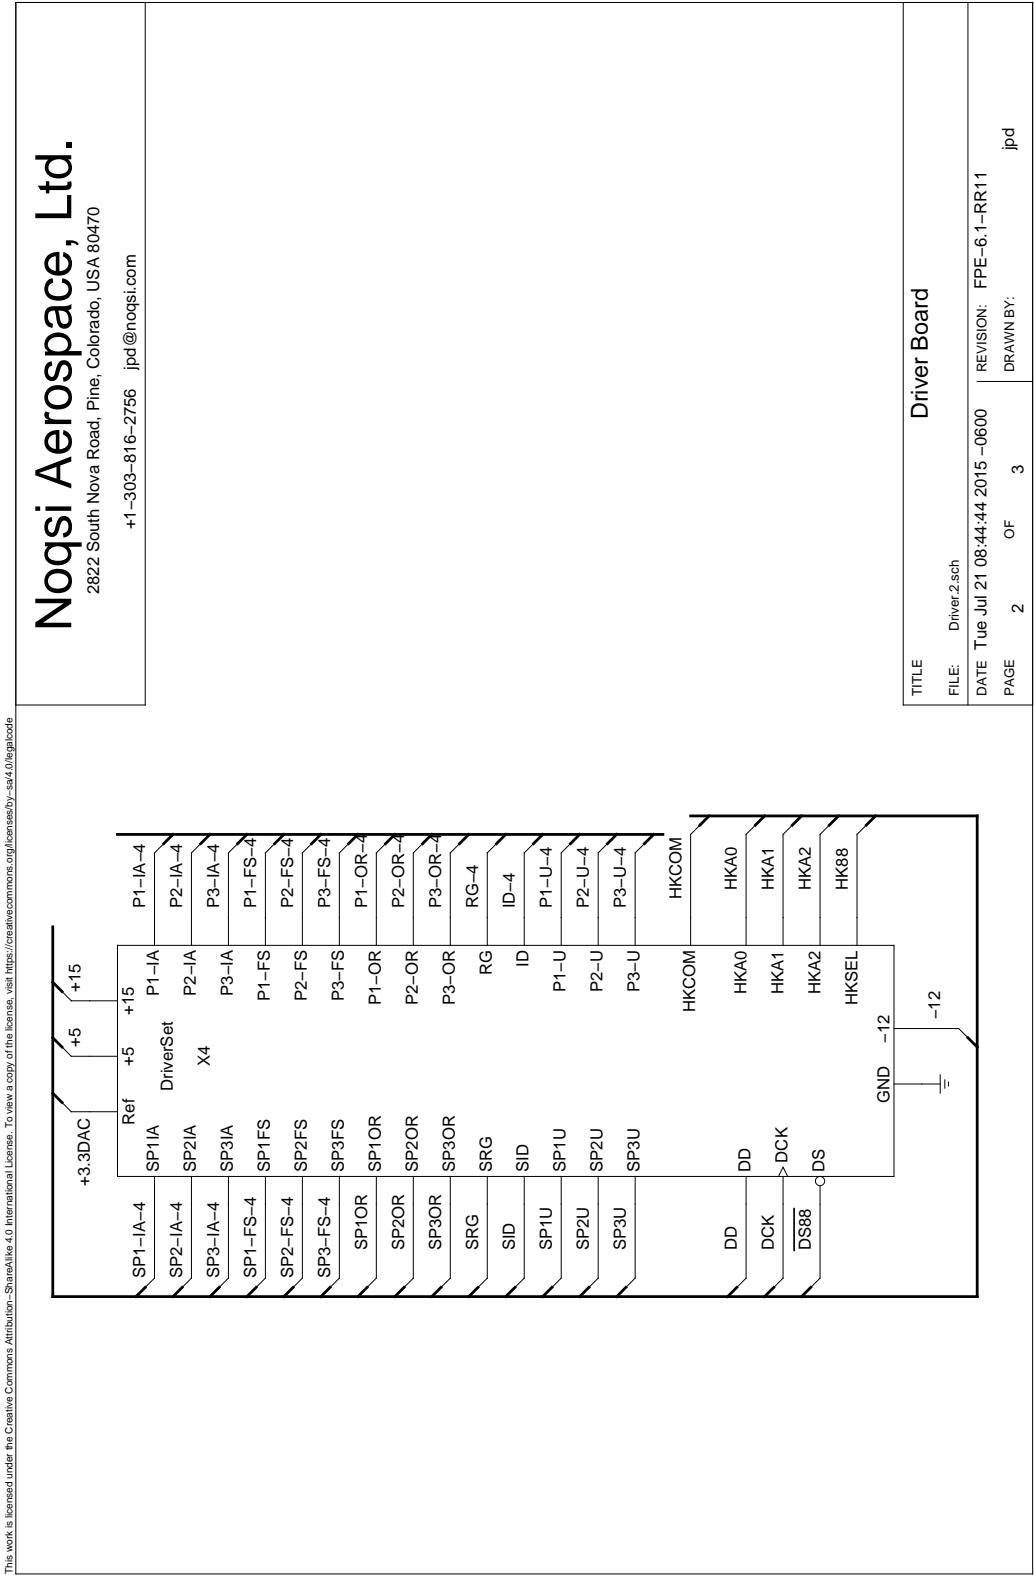 This work is licensed under the Creative Commons Attribution−ShareAlike 4.0 International License. To view a copy of the license, visit https://creativecommons.org/licenses/by−sa/4.0/legalcode
Noqsi Aerospace, Ltd.
2822 South Nova Road, Pine, Colorado, USA 80470
+1−303−816−2756 jpd@noqsi.com
+3.3DAC
+5
+15
Ref
+5
+15
DriverSet
X4
SP1−IA−4 SP1IA P1−IA P1−IA−4
SP2−IA−4 SP2IA P2−IA P2−IA−4
SP3−IA−4 SP3IA P3−IA P3−IA−4
SP1−FS−4 SP1FS P1−FS P1−FS−4
SP2−FS−4 SP2FS P2−FS P2−FS−4
SP3−FS−4 SP3FS P3−FS P3−FS−4
SP1OR SP1OR P1−OR P1−OR−4
SP2OR SP2OR P2−OR P2−OR−4
SP3OR SP3OR P3−OR P3−OR−4
SRG SRG RG RG−4
SID SID ID ID−4
SP1U SP1U P1−U P1−U−4
SP2U SP2U P2−U P2−U−4
SP3U SP3U P3−U P3−U−4
HKCOM HKCOM
DD DD HKA0 HKA0
DCK DCK HKA1 HKA1
DS88 DS HKA2 HKA2
HKSEL HK88
GND −12
−12
TITLE
Driver Board
FILE: Driver.2.sch
DATE Tue Jul 21 08:44:44 2015 −0600
REVISION: FPE−6.1−RR11
PAGE 2 OF 3
DRAWN BY: jpd